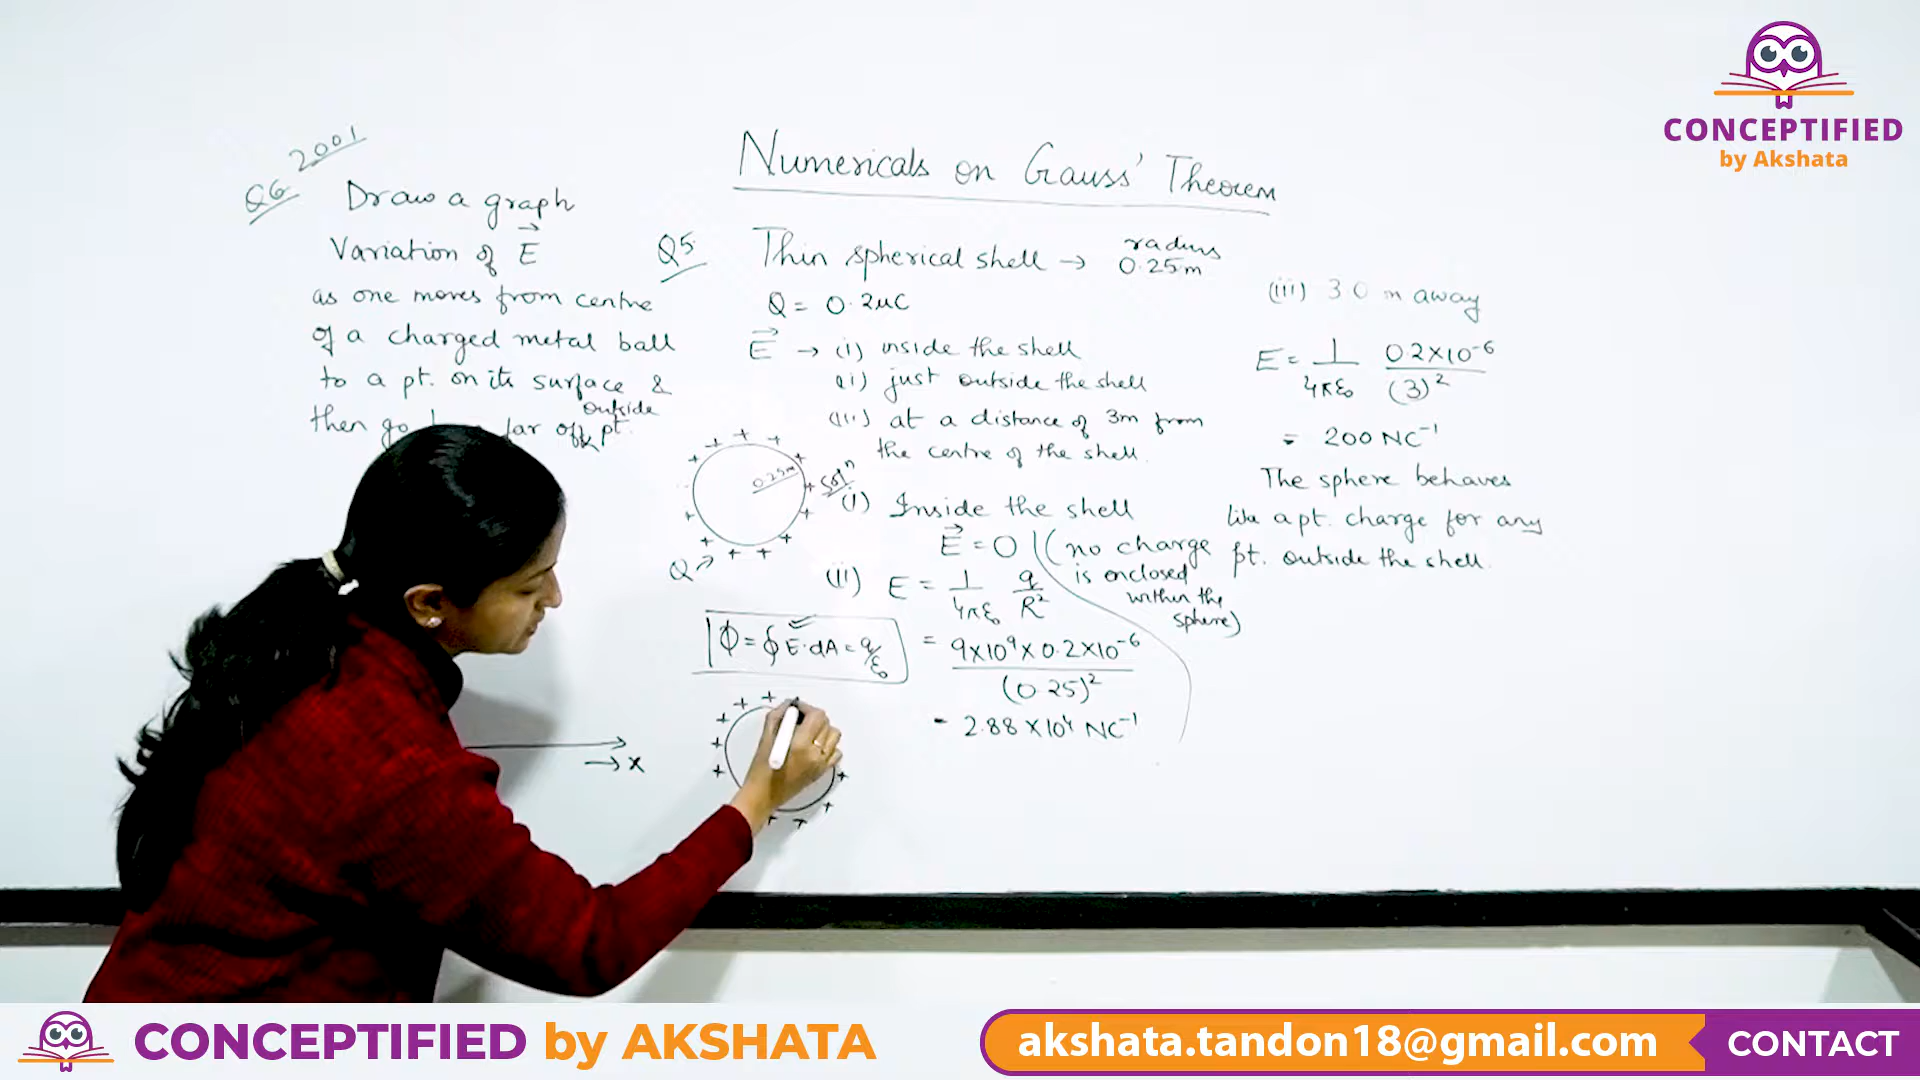 CONCEPTIFIED
by Akshata
Numericals on Gauss' Theorem
Q6 2001
Draw a graph
Variation of E
as one moves from centre
of a charged metal ball
to a pt. on its surface &
outside
then go far off pt.
x
Q5 Thin spherical shell → radius
0.25m
Q = 0.2μC
E → (i) inside the shell
(ii) just outside the shell
(iii) at a distance of 3m from
the centre of the shell.
0.25m
Q
Solⁿ
(i) Inside the shell
E = 0 (no charge
is enclosed
within the
sphere)
(ii) E = 1/4πε₀ q/R²
ϕ = ∮E.dA = q/ε₀
= 9×10⁹×0.2×10⁻⁶
(0.25)²
= 2.88×10⁴ NC⁻¹
(iii) 3.0 m away
E = 1/4πε₀ 0.2×10⁻⁶/(3)²
= 200 NC⁻¹
The sphere behaves
like a pt. charge for any
pt. outside the shell.
CONCEPTIFIED by AKSHATA
akshata.tandon18@gmail.com
CONTACT